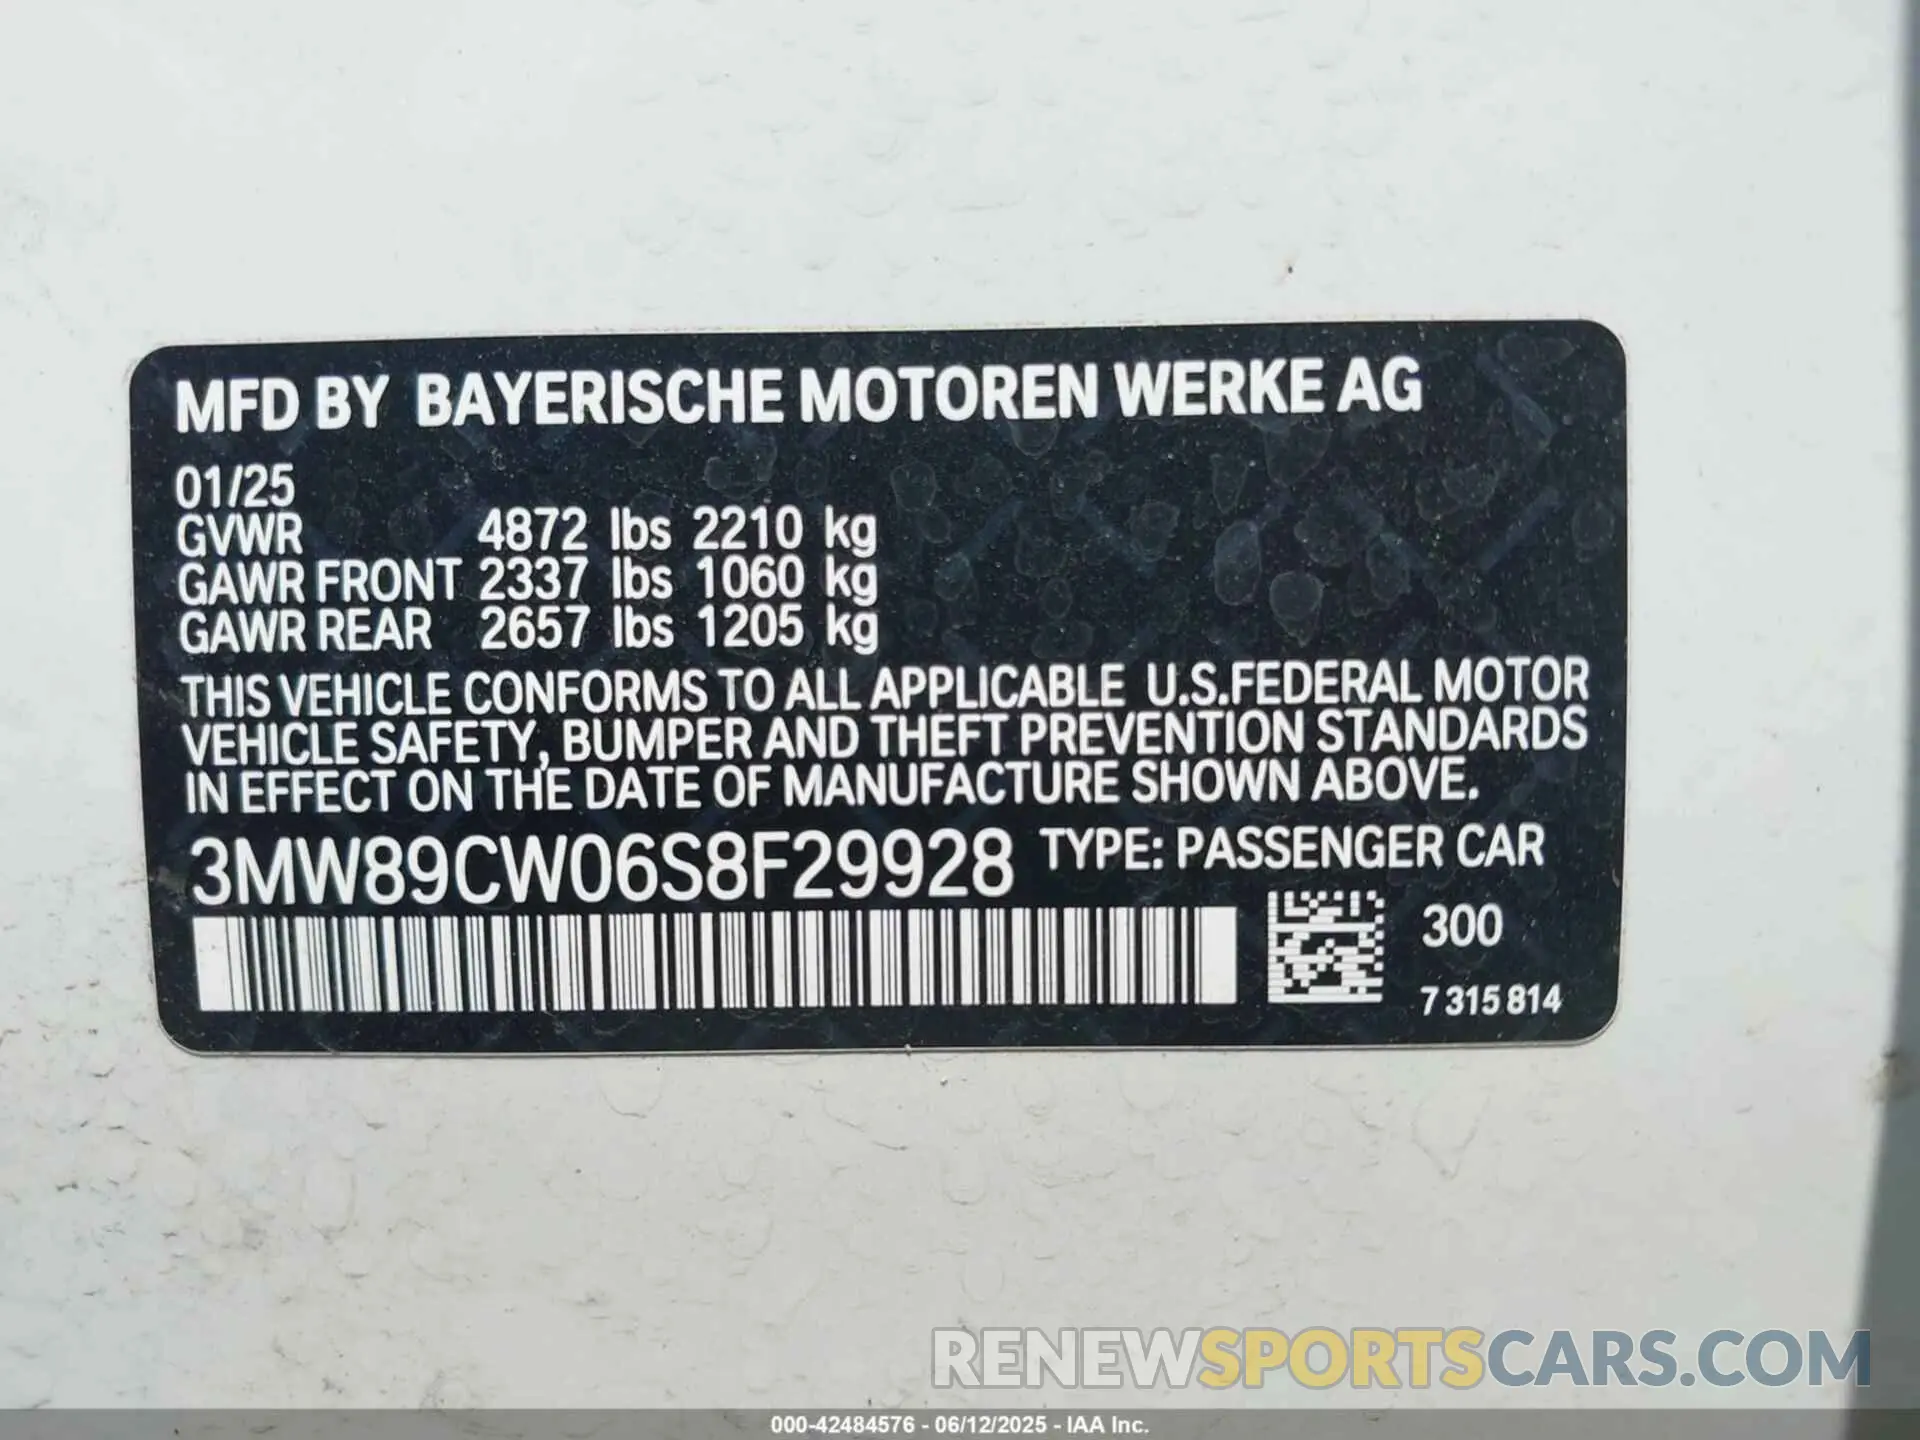 MFD BY BAYERISCHE MOTOREN WERKE AG
01/25
GVWR 4872 lbs 2210 kg
GAWR FRONT 2337 lbs 1060 kg
GAWR REAR 2657 lbs 1205 kg
THIS VEHICLE CONFORMS TO ALL APPLICABLE U.S.FEDERAL MOTOR
VEHICLE SAFETY, BUMPER AND THEFT PREVENTION STANDARDS
IN EFFECT ON THE DATE OF MANUFACTURE SHOWN ABOVE.
3MW89CW06S8F29928 TYPE: PASSENGER CAR
300
7 315 814
RENEWSPORTSCARS.COM
000-42484576 - 06/12/2025 - IAA Inc.